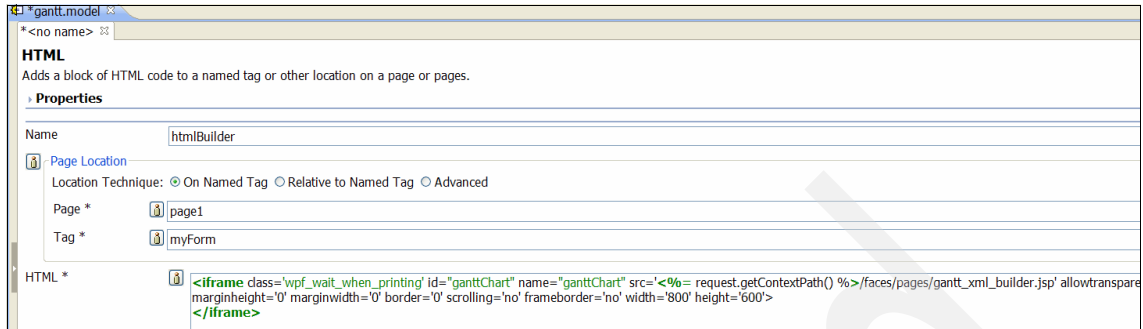 *gantt.model
*<no name>
HTML
Adds a block of HTML code to a named tag or other location on a page or pages.
Properties
Name htmlBuilder
Page Location
Location Technique: On Named Tag Relative to Named Tag Advanced
Page * page1
Tag * myForm
HTML * <iframe class='wpf_wait_when_printing' id="ganttChart" name="ganttChart" src='<%= request.getContextPath() %>/faces/pages/gantt_xml_builder.jsp' allowtranspare
marginheight='0' marginwidth='0' border='0' scrolling='no' frameborder='no' width='800' height='600'>
</iframe>